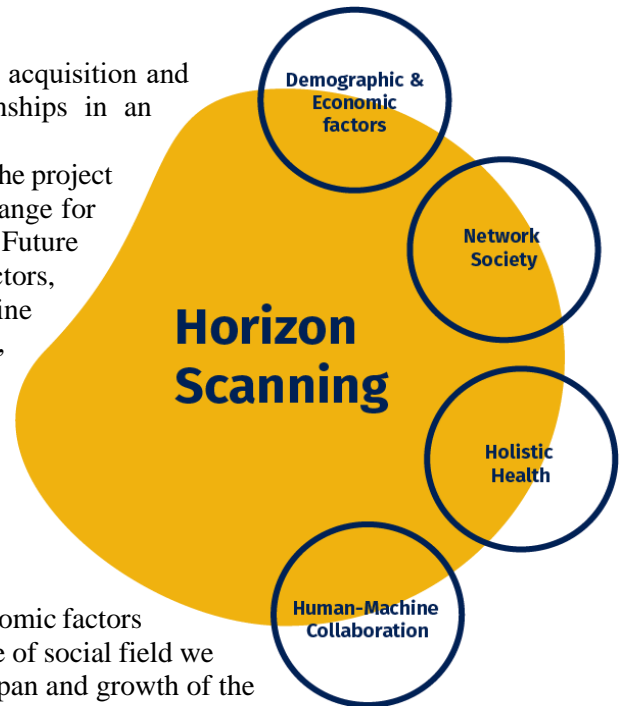 acquisition and
nships in an
he project
ange for
Future
ctors,
ine
,
omic factors
e of social field we
pan and growth of the
Demographic &
Economic
factors
Network
Society
Horizon
Scanning
Holistic
Health
Human-Machine
Collaboration